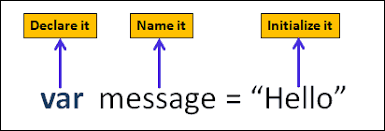 Declare it Name it Initialize it
var message = “Hello”